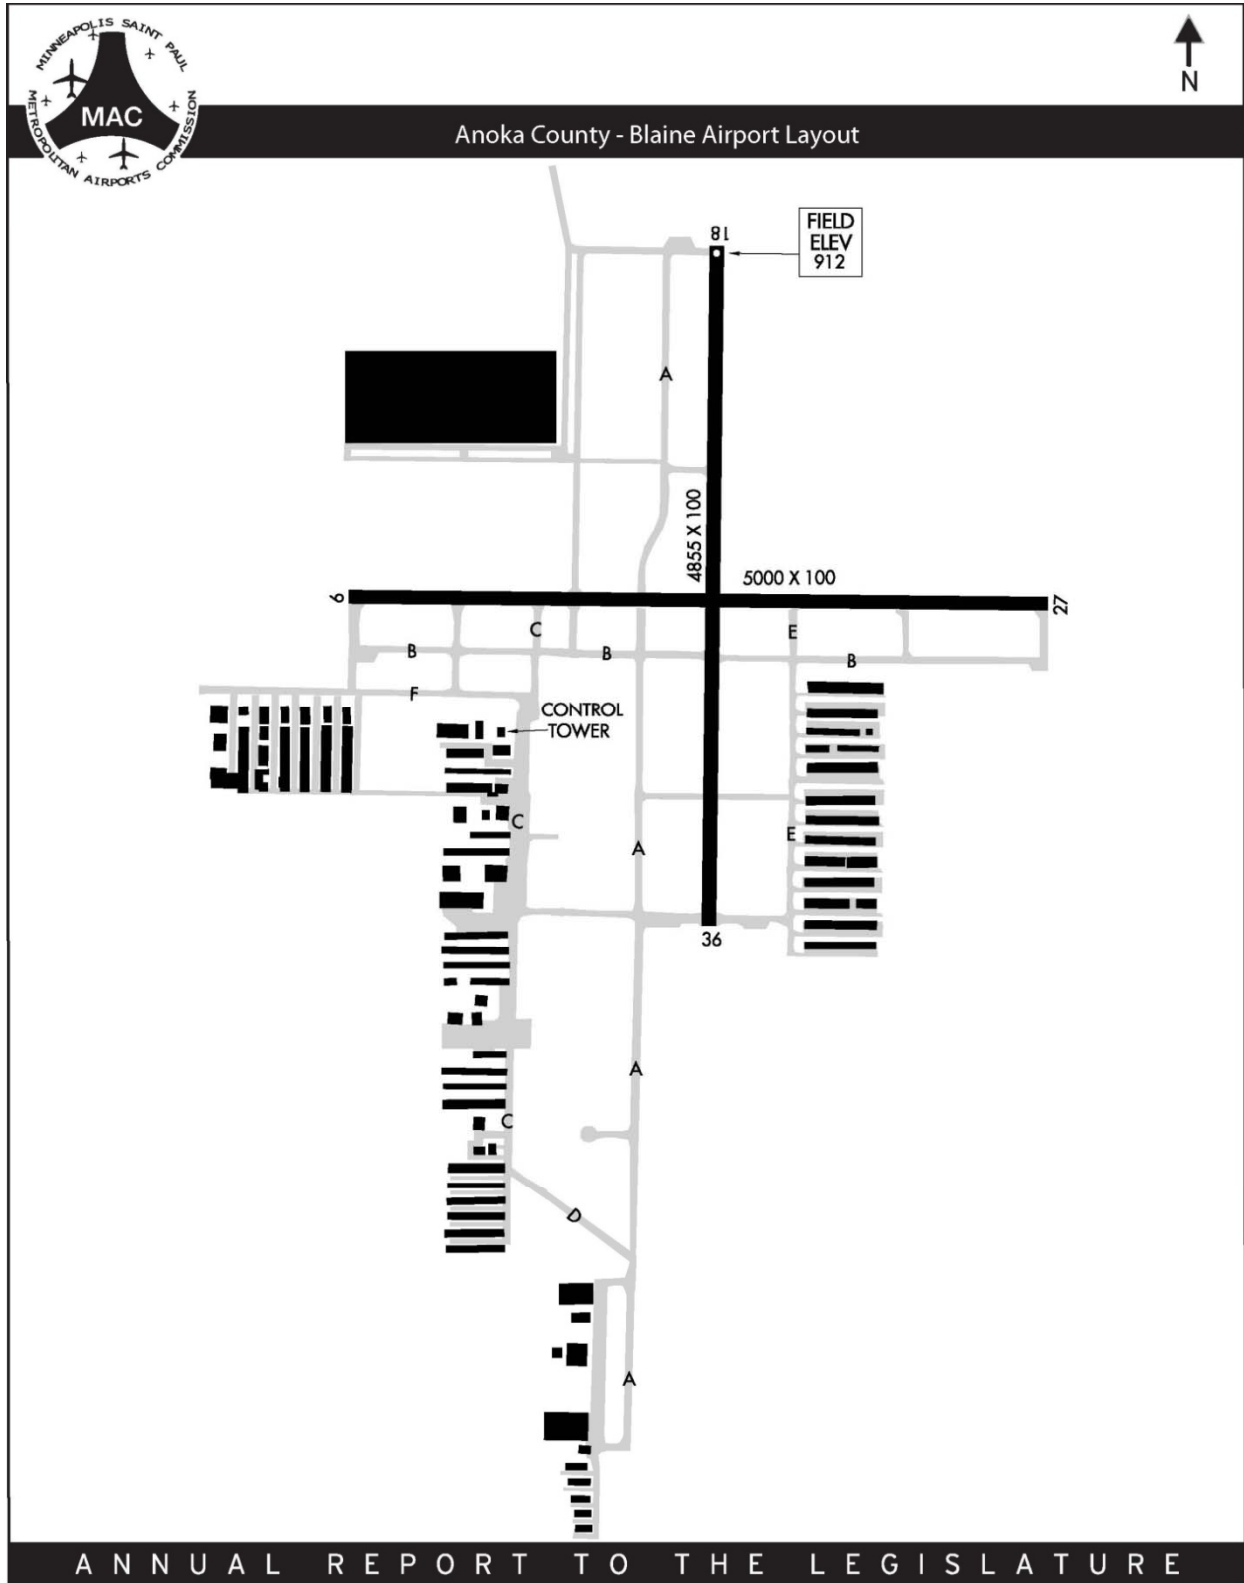 MINNEAPOLIS SAINT PAUL
MAC
METROPOLITAN AIRPORTS COMMISSION
N
Anoka County - Blaine Airport Layout
18
FIELD
ELEV
912
A
4855 X 100
5000 X 100
9
27
C
E
B
B
B
F
CONTROL
TOWER
C
E
A
36
A
C
D
A
ANNUAL REPORT TO THE LEGISLATURE